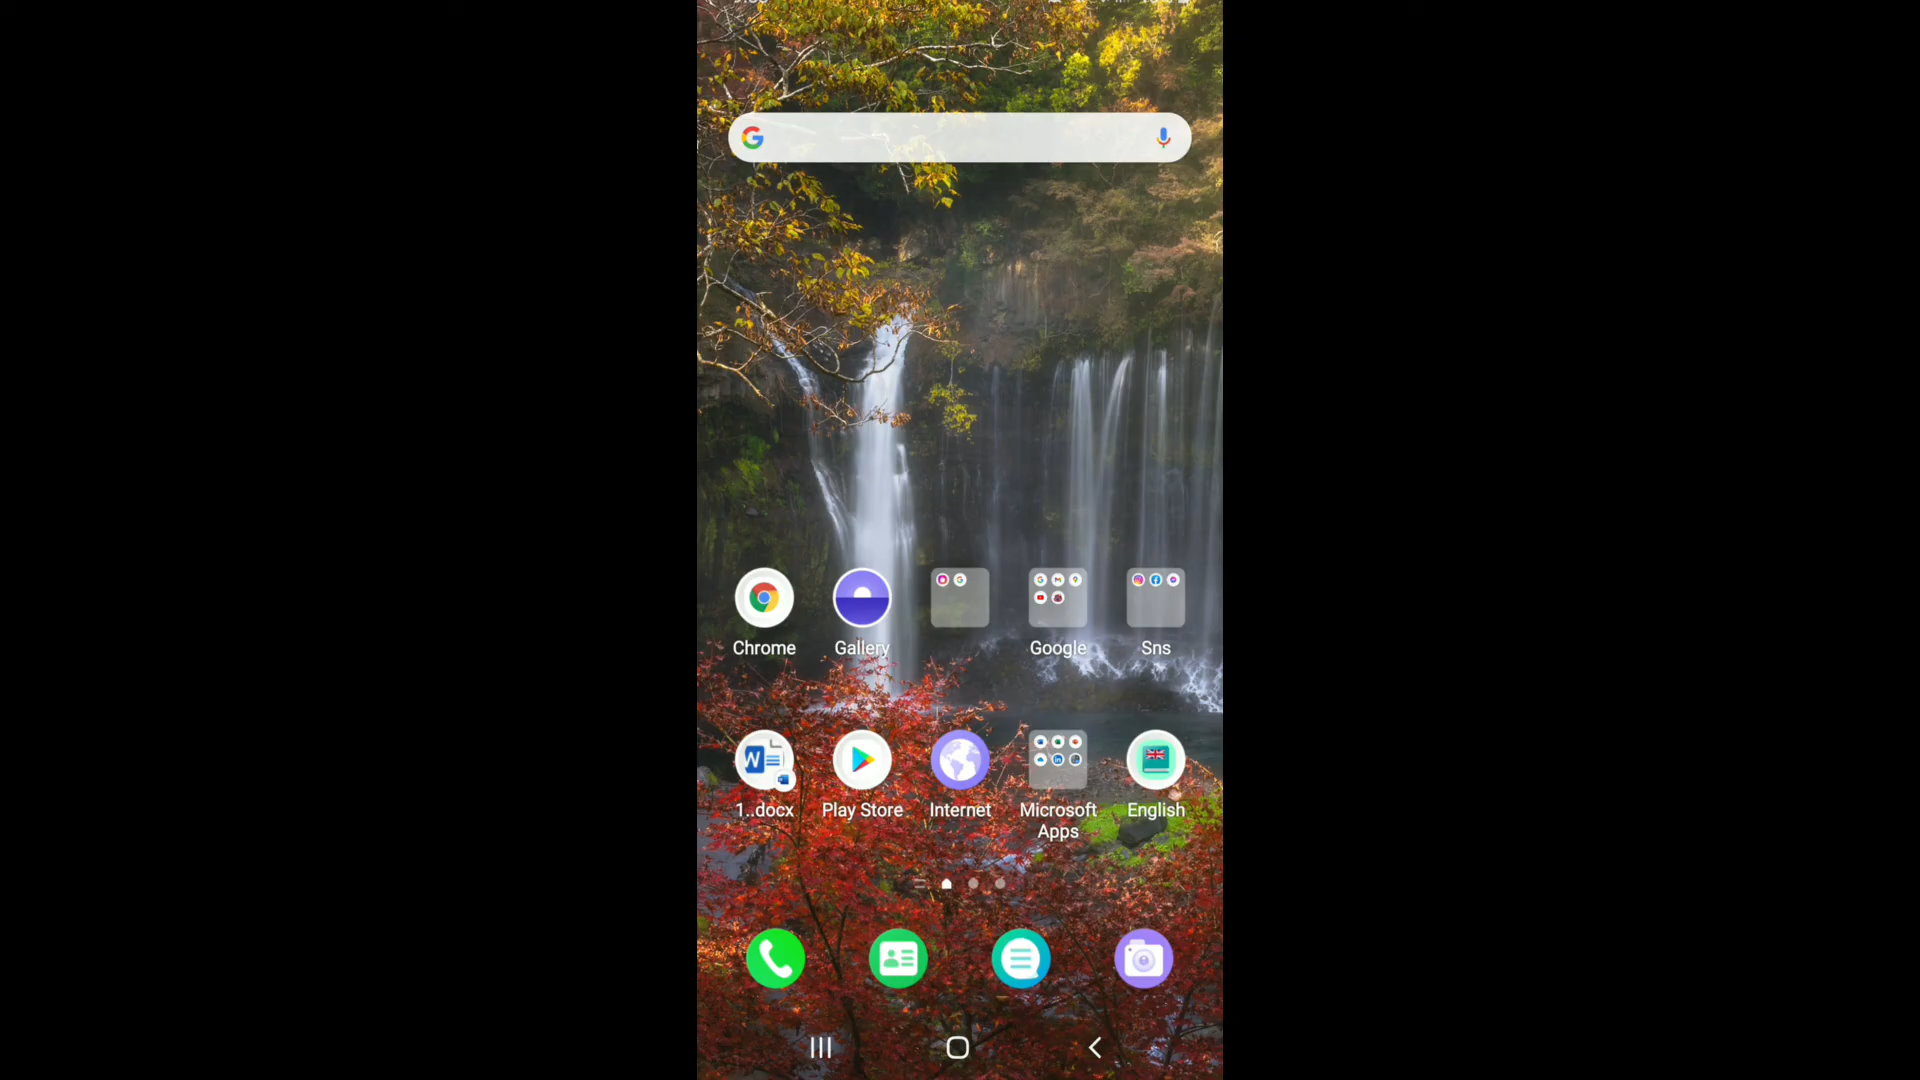 Chrome
Gallery
Google
Sns
1..docx
Play Store
Internet
Microsoft
Apps
English